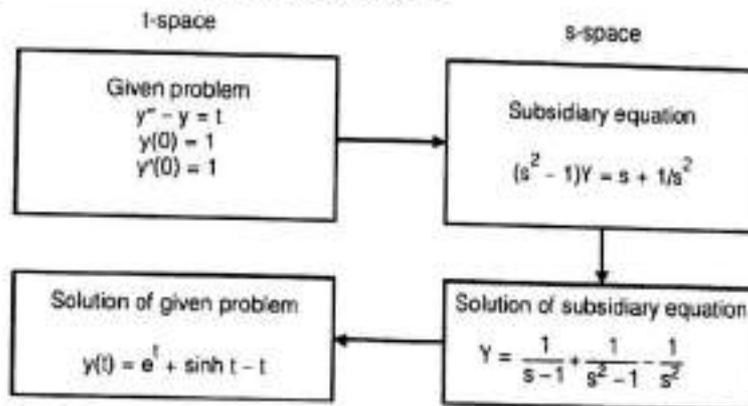 t-space
s-space
Given problem
y'' – y = t
y(0) = 1
y'(0) = 1
Subsidiary equation
(s² – 1)Y = s + 1/s²
Solution of given problem
y(t) = eᵗ + sinh t – t
Solution of subsidiary equation
Y = 1/(s – 1) + 1/(s² – 1) – 1/s²